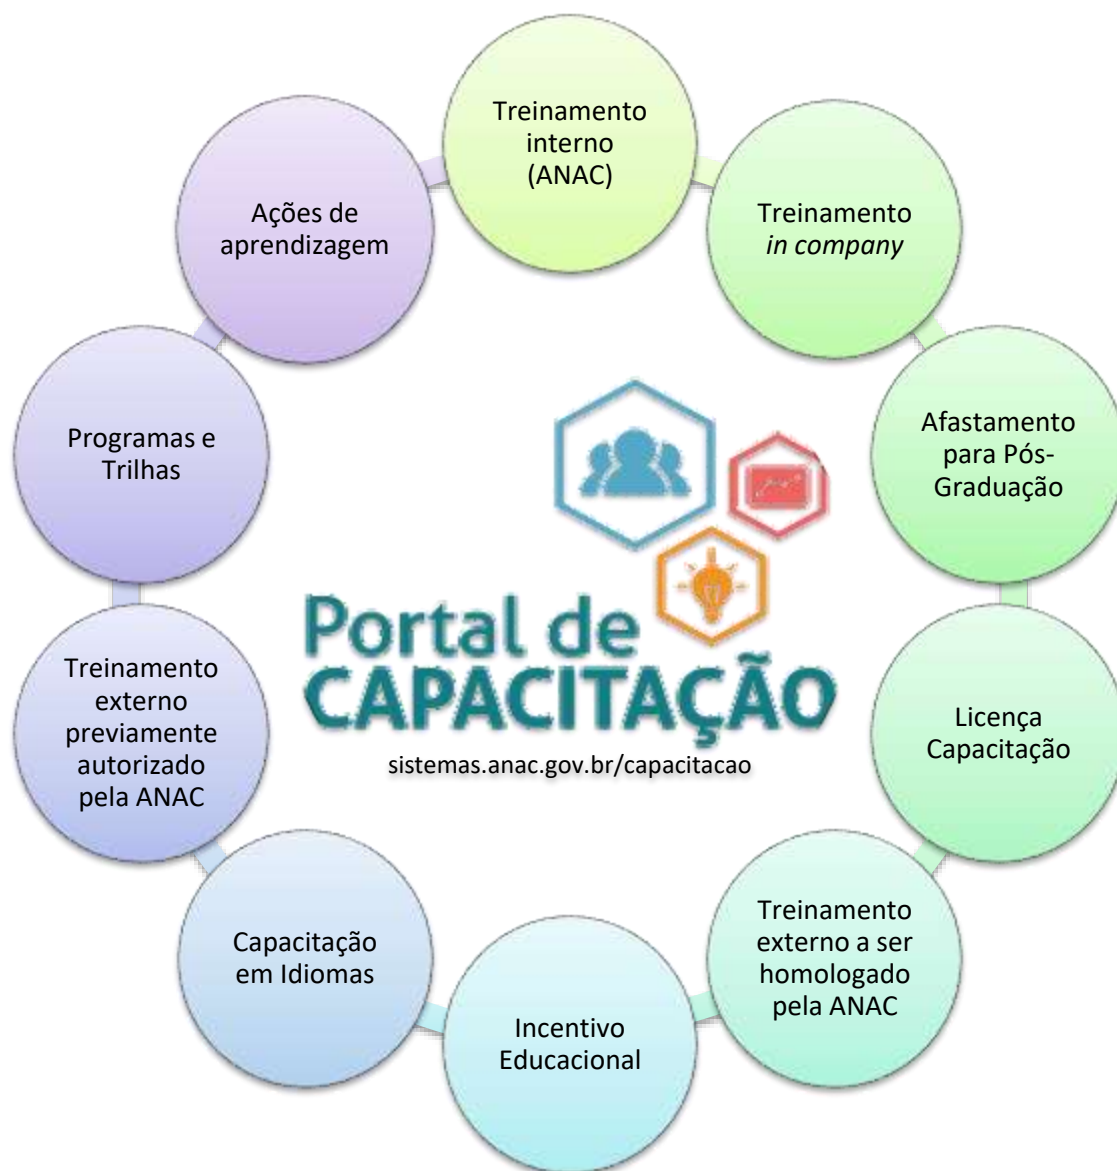 Treinamento
interno
(ANAC)
Treinamento
in company
Afastamento
para Pós-
Graduação
Licença
Capacitação
Treinamento
externo a ser
homologado
pela ANAC
Incentivo
Educacional
Capacitação
em Idiomas
Treinamento
externo
previamente
autorizado
pela ANAC
Programas e
Trilhas
Ações de
aprendizagem
Portal de
CAPACITAÇÃO
sistemas.anac.gov.br/capacitacao